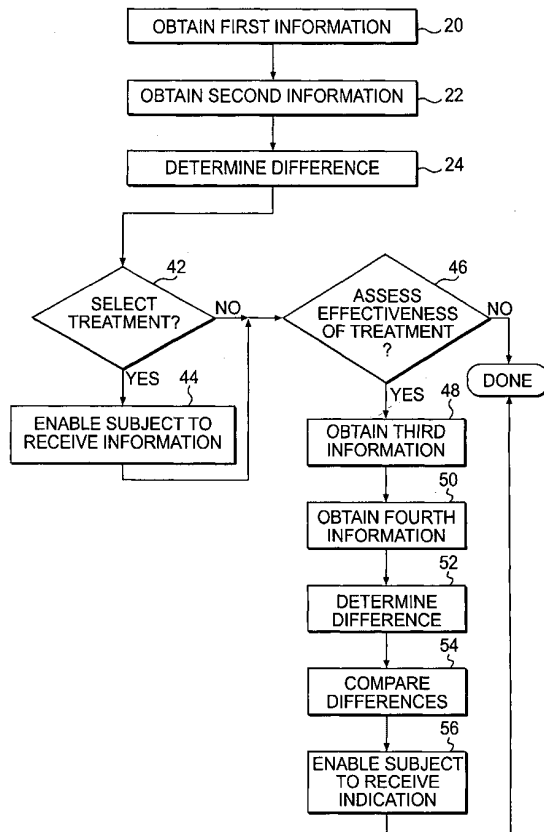 OBTAIN FIRST INFORMATION
20
OBTAIN SECOND INFORMATION
22
DETERMINE DIFFERENCE
24
42
SELECT
TREATMENT?
NO
YES
44
ENABLE SUBJECT TO
RECEIVE INFORMATION
46
ASSESS
EFFECTIVENESS
OF TREATMENT
?
NO
DONE
YES
48
OBTAIN THIRD
INFORMATION
50
OBTAIN FOURTH
INFORMATION
52
DETERMINE
DIFFERENCE
54
COMPARE
DIFFERENCES
56
ENABLE SUBJECT
TO RECEIVE
INDICATION